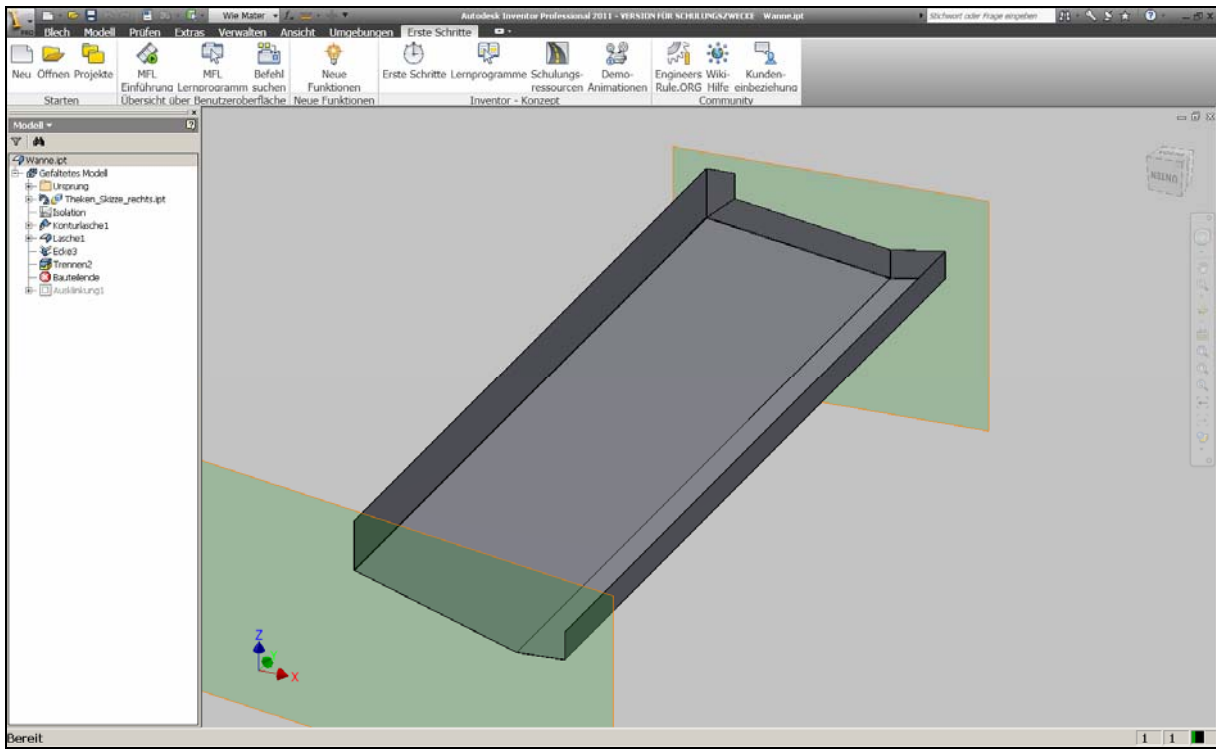 PRO
Wie Mater
Autodesk Inventor Professional 2011 - VERSION FÜR SCHULUNGSZWECKE Wanne.ipt
Stichwort oder Frage eingeben
Blech Modell Prüfen Extras Verwalten Ansicht Umgebungen Erste Schritte
Neu Öffnen Projekte
MFL Einführung
MFL Lernprogramm
Befehl suchen
Neue Funktionen
Erste Schritte Lernprogramme
Schulungs-ressourcen
Demo-Animationen
Engineers Rule.ORG
Wiki-Hilfe
Kunden-einbeziehung
Starten
Übersicht über Benutzeroberfläche
Neue Funktionen
Inventor - Konzept
Community
Modell
Wanne.ipt
Gefaltetes Modell
Ursprung
Theken_Skizze_rechts.ipt
Isolation
Konturlasche1
Lasche1
Ecke3
Trennen2
Bauteilende
Ausklinkung1
UNTEN
Z
X
Bereit
1 1